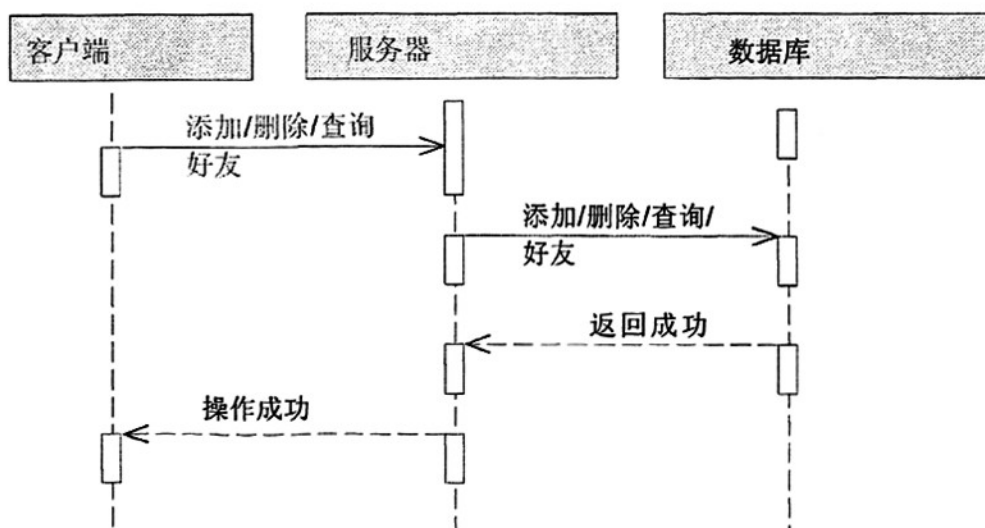 客户端
服务器
数据库
添加/删除/查询
好友
添加/删除/查询/
好友
返回成功
操作成功